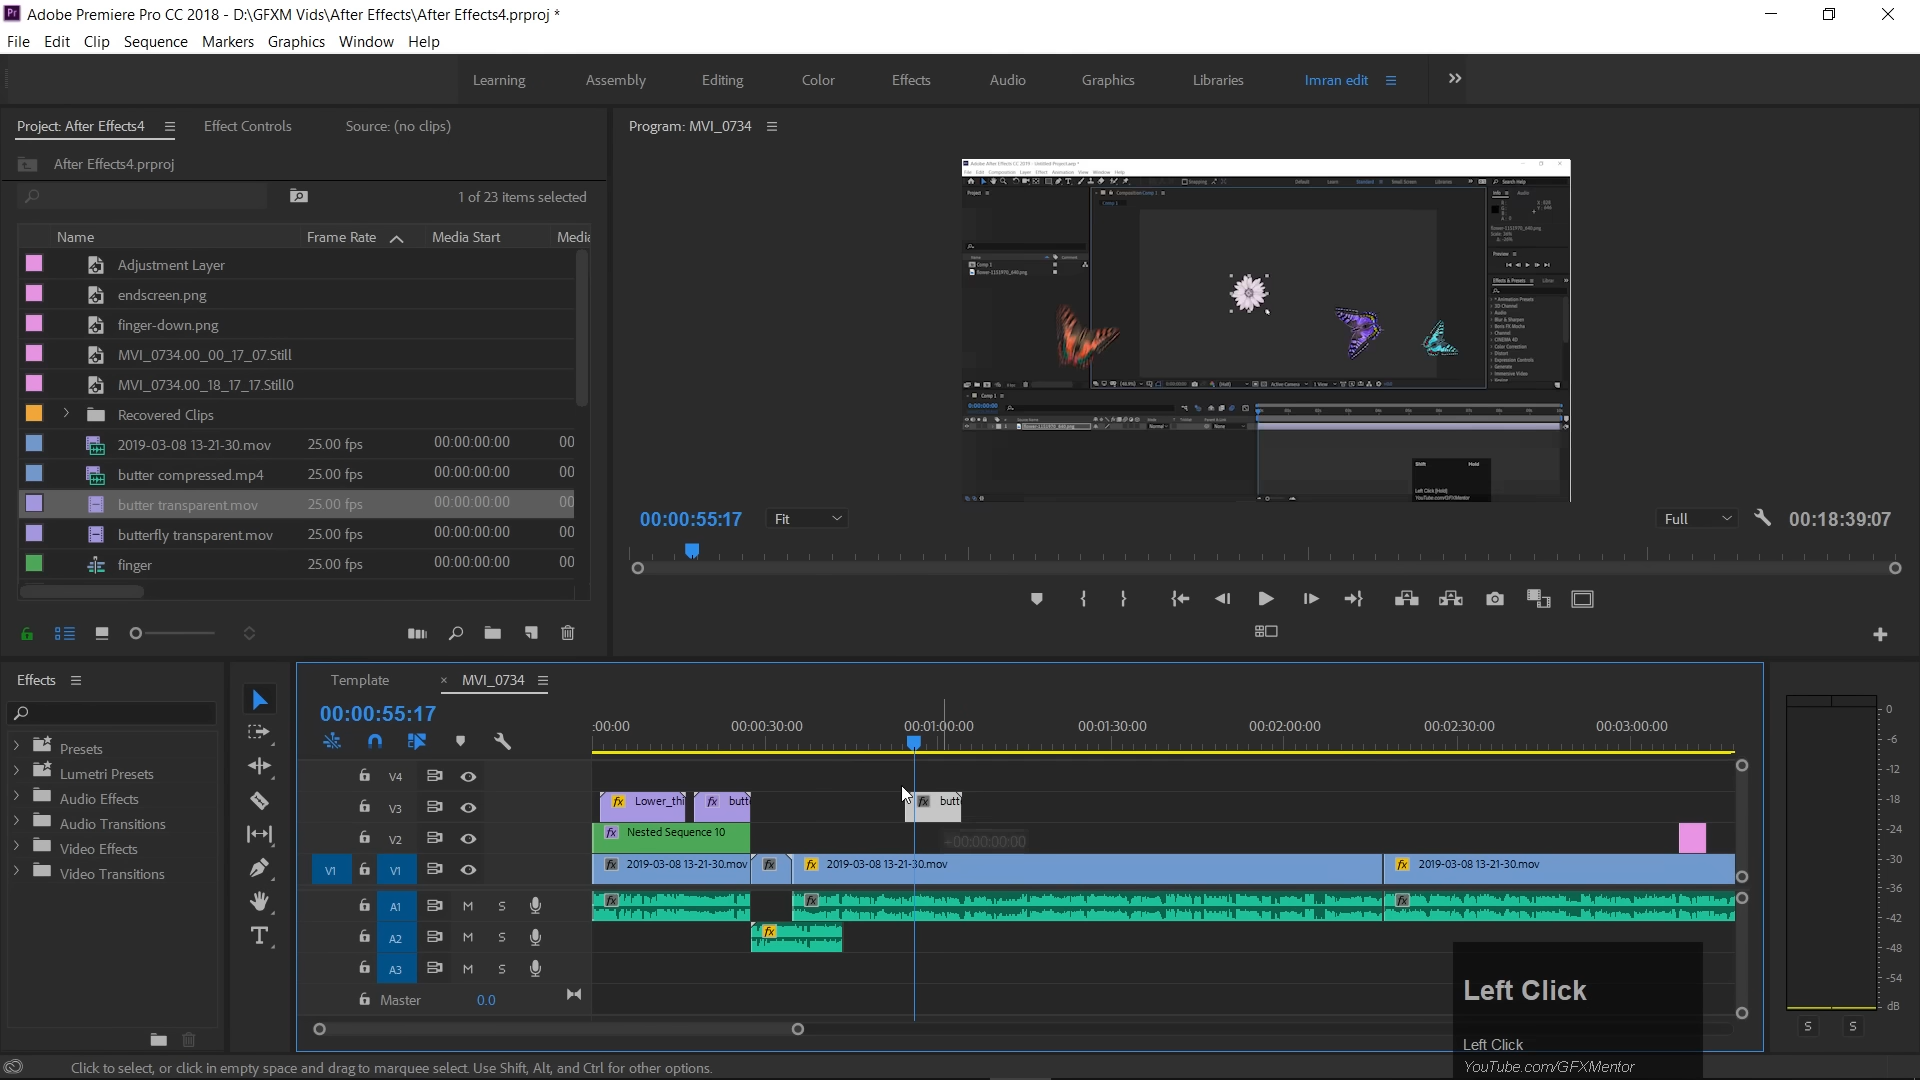 Adobe Premiere Pro CC 2018 - D:\GFXM Vids\After Effects\After Effects4.prproj *
File Edit Clip Sequence Markers Graphics Window Help
Learning Assembly Editing Color Effects Audio Graphics Libraries Imran edit
Project: After Effects4 Effect Controls Source: (no clips)
Program: MVI_0734
After Effects4.prproj
1 of 23 items selected
Name Frame Rate Media Start Media
Adjustment Layer
endscreen.png
finger-down.png
MVI_0734.00_00_17_07.Still
MVI_0734.00_18_17_17.Still0
Recovered Clips
2019-03-08 13-21-30.mov 25.00 fps 00:00:00:00 00
butter compressed.mp4 25.00 fps 00:00:00:00 00
butter transparent.mov 25.00 fps 00:00:00:00 00
butterfly transparent.mov 25.00 fps 00:00:00:00 00
finger 25.00 fps 00:00:00:00 00
00:00:55:17 Fit Full 00:18:39:07
Effects
Presets
Lumetri Presets
Audio Effects
Audio Transitions
Video Effects
Video Transitions
Template × MVI_0734
00:00:55:17
:00:00 00:00:30:00 00:01:00:00 00:01:30:00 00:02:00:00 00:02:30:00 00:03:00:00
V4
V3 fx Lower_thi fx butt fx butt
V2 fx Nested Sequence 10
-00:00:00:00
V1 V1 fx 2019-03-08 13-21-30.mov fx fx 2019-03-08 13-21-30.mov fx 2019-03-08 13-21-30.mov
A1 M S fx fx fx
A2 M S fx
A3 M S
Master 0.0
0
-6
-12
-18
-24
-30
-36
-42
-48
-54
dB
S S
Left Click
Left Click
YouTube.com/GFXMentor
Click to select, or click in empty space and drag to marquee select. Use Shift, Alt, and Ctrl for other options.